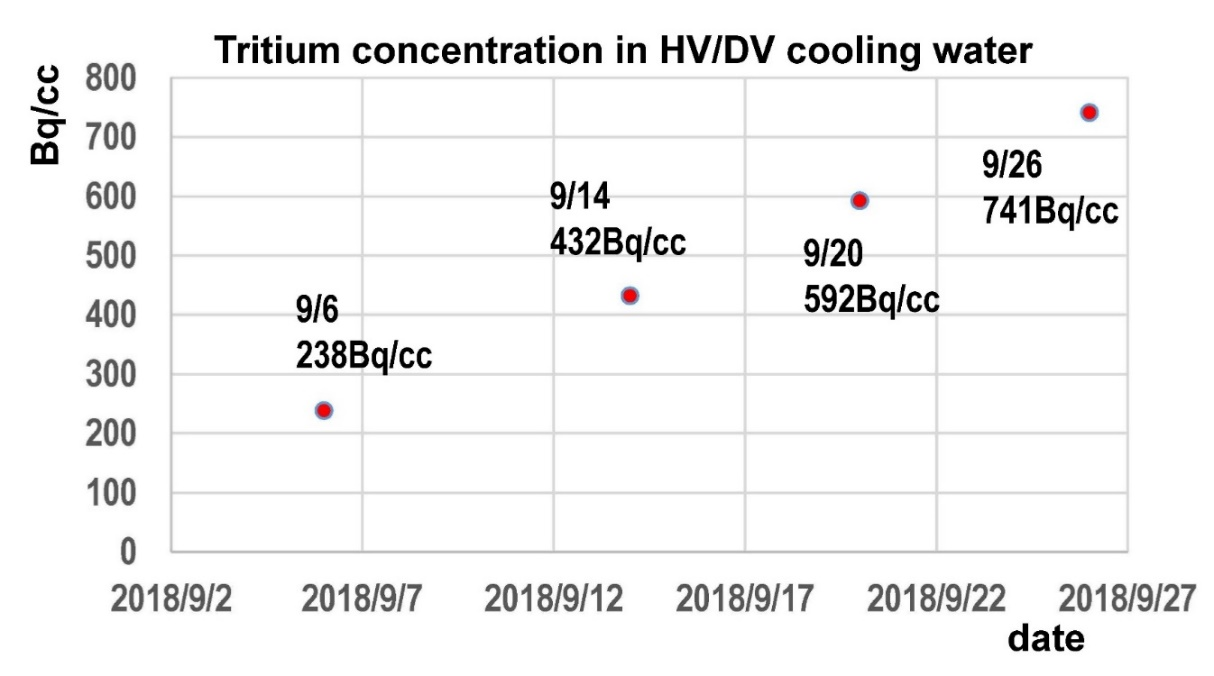 Tritium concentration in HV/DV cooling water
Bq/cc
800
700
600
500
400
300
200
100
0
9/6
238Bq/cc
9/14
432Bq/cc
9/20
592Bq/cc
9/26
741Bq/cc
2018/9/2
2018/9/7
2018/9/12
2018/9/17
2018/9/22
2018/9/27
date